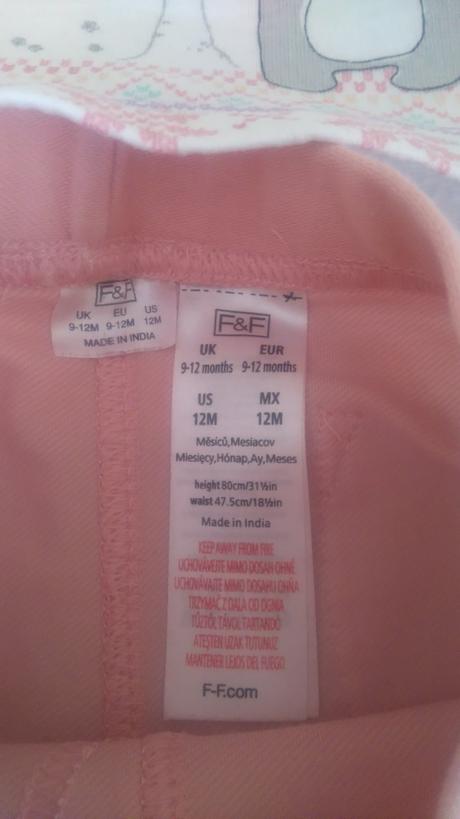 F&F
UK EU US
9-12M 9-12M 12M
MADE IN INDIA
F&F
UK EUR
9-12 months 9-12 months
US MX
12M 12M
Měsíců,Mesiacov
Miesięcy,Hónap,Ay,Meses
height 80cm/31½in
waist 47.5cm/18½in
Made in India
KEEP AWAY FROM FIRE
UCHOVÁVEJTE MIMO DOSAH OHNĚ
UCHOVÁVAJTE MIMO DOSAHU OHŇA
TRZYMAĆ Z DALA OD OGNIA
TŰZTŐL TÁVOL TARTANDÓ
ATEŞTEN UZAK TUTUNUZ
MANTENER LEJOS DEL FUEGO
F-F.com